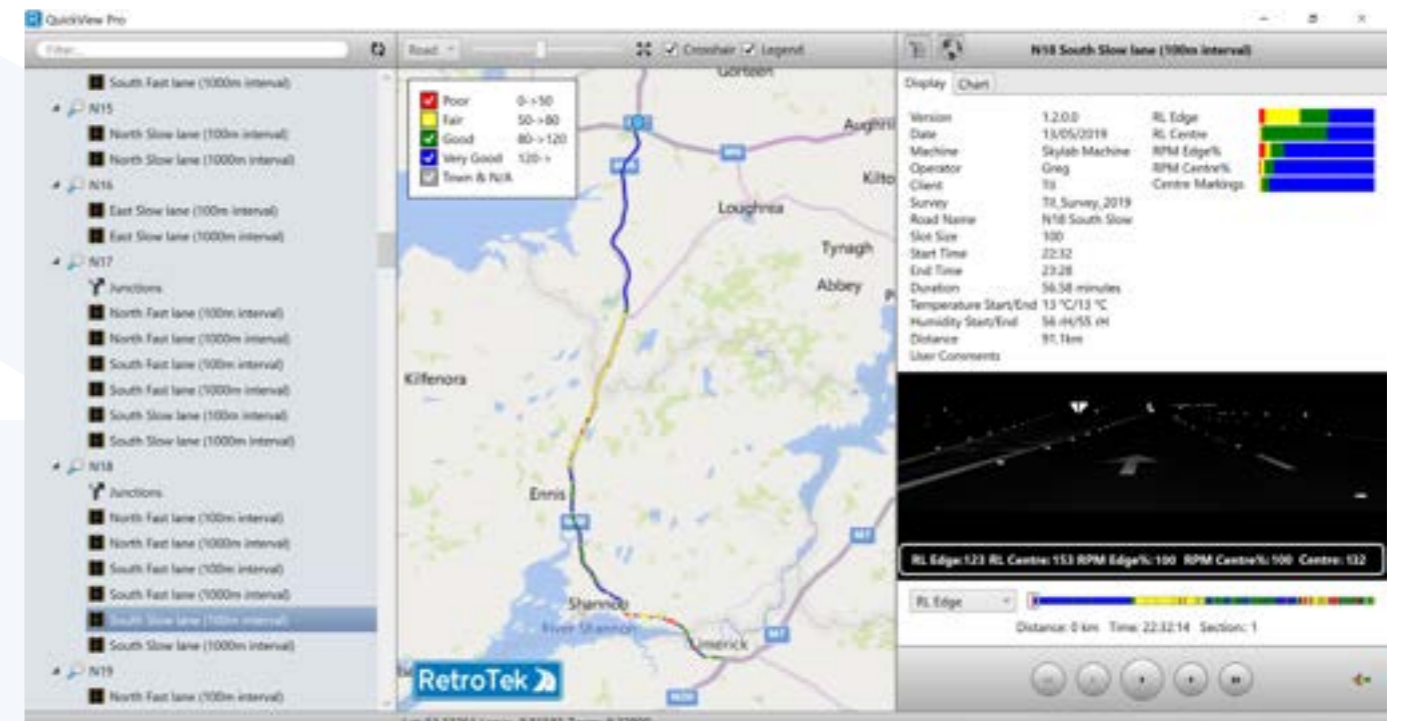 QuickView Pro
Filter...
South Fast lane (1000m interval)
N15
North Slow lane (100m interval)
North Slow lane (1000m interval)
N16
East Slow lane (100m interval)
East Slow lane (1000m interval)
N17
Junctions
North Fast lane (100m interval)
North Fast lane (1000m interval)
South Fast lane (100m interval)
South Fast lane (1000m interval)
South Slow lane (100m interval)
South Slow lane (1000m interval)
N18
Junctions
North Fast lane (100m interval)
North Fast lane (1000m interval)
South Fast lane (100m interval)
South Fast lane (1000m interval)
South Slow lane (100m interval)
South Slow lane (1000m interval)
N19
North Fast lane (100m interval)
Road
Crosshair
Legend
Poor 0->50
Fair 50->80
Good 80->120
Very Good 120->
Town & N/A
Gorteen
Aughri
Kilto
Loughrea
Tynagh
Abbey
Kilfenora
Ennis
M7
Shannon
River Shannon
Limerick
M7
N20
RetroTek
N18 South Slow lane (100m interval)
Display Chart
Version 1.2.0.0
Date 13/05/2019
Machine Skylab Machine
Operator Greg
Client TII
Survey TII_Survey_2019
Road Name N18 South Slow
Slot Size 100
Start Time 22:32
End Time 23:28
Duration 56.58 minutes
Temperature Start/End 13 °C/13 °C
Humidity Start/End 56 rH/55 rH
Distance 91.1km
User Comments
RL Edge
RL Centre
RPM Edge%
RPM Centre%
Centre Markings
RL Edge:123 RL Centre: 153 RPM Edge%: 100 RPM Centre%: 100 Centre: 132
RL Edge
Distance: 0 km Time: 22:32:14 Section: 1